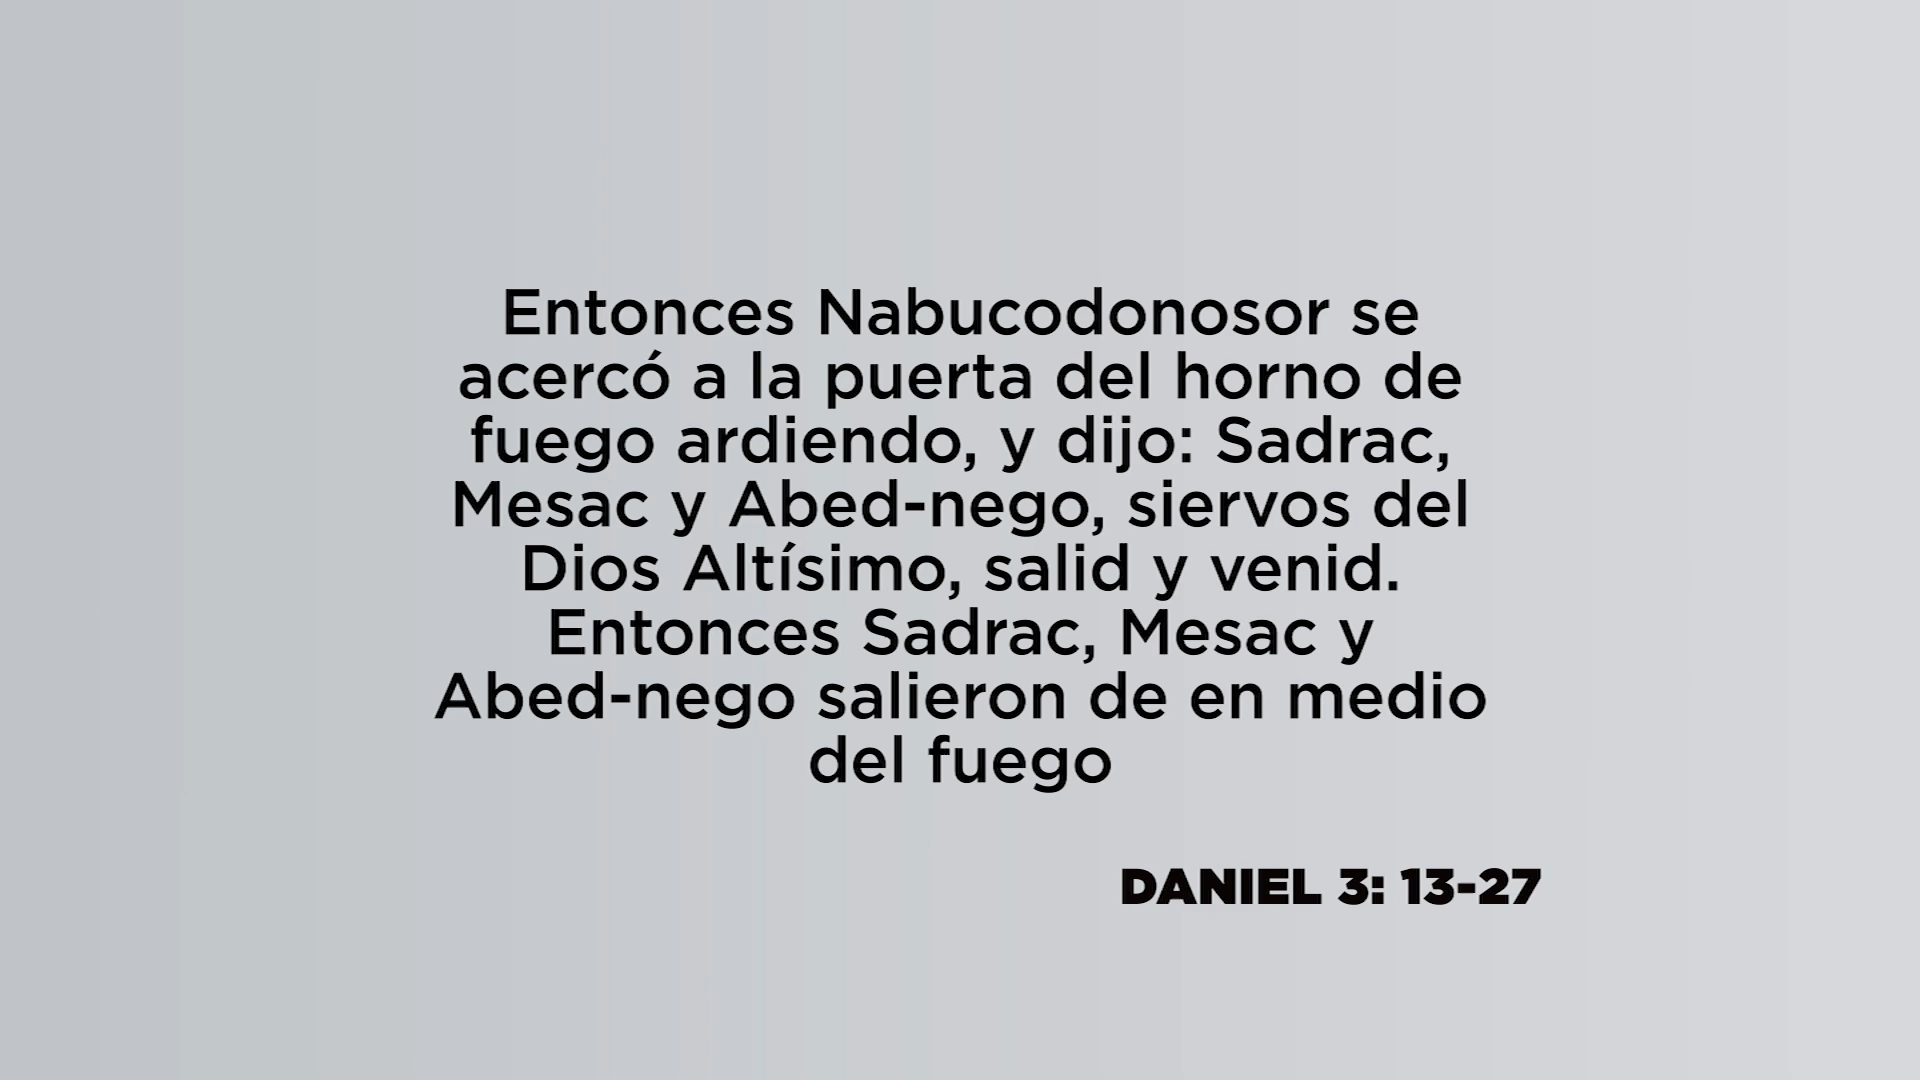 Entonces Nabucodonosor se
acercó a la puerta del horno de
fuego ardiendo, y dijo: Sadrac,
Mesac y Abed-nego, siervos del
Dios Altísimo, salid y venid.
Entonces Sadrac, Mesac y
Abed-nego salieron de en medio
del fuego
DANIEL 3: 13-27